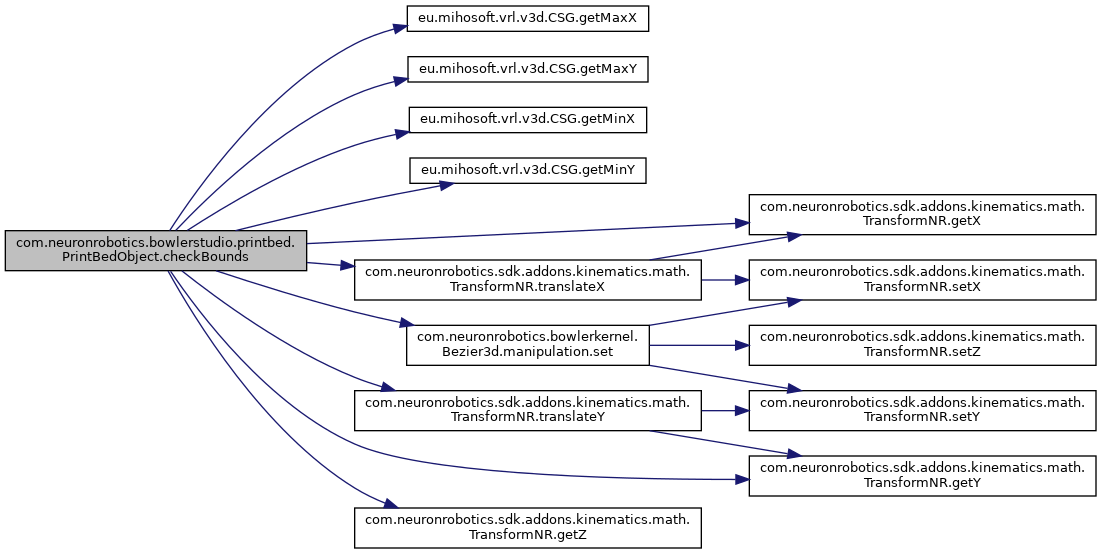 eu.mihosoft.vrl.v3d.CSG.getMaxX
eu.mihosoft.vrl.v3d.CSG.getMaxY
eu.mihosoft.vrl.v3d.CSG.getMinX
eu.mihosoft.vrl.v3d.CSG.getMinY
com.neuronrobotics.bowlerstudio.printbed.
PrintBedObject.checkBounds
com.neuronrobotics.sdk.addons.kinematics.math.
TransformNR.getX
com.neuronrobotics.sdk.addons.kinematics.math.
TransformNR.translateX
com.neuronrobotics.sdk.addons.kinematics.math.
TransformNR.setX
com.neuronrobotics.bowlerkernel.
Bezier3d.manipulation.set
com.neuronrobotics.sdk.addons.kinematics.math.
TransformNR.setZ
com.neuronrobotics.sdk.addons.kinematics.math.
TransformNR.translateY
com.neuronrobotics.sdk.addons.kinematics.math.
TransformNR.setY
com.neuronrobotics.sdk.addons.kinematics.math.
TransformNR.getY
com.neuronrobotics.sdk.addons.kinematics.math.
TransformNR.getZ